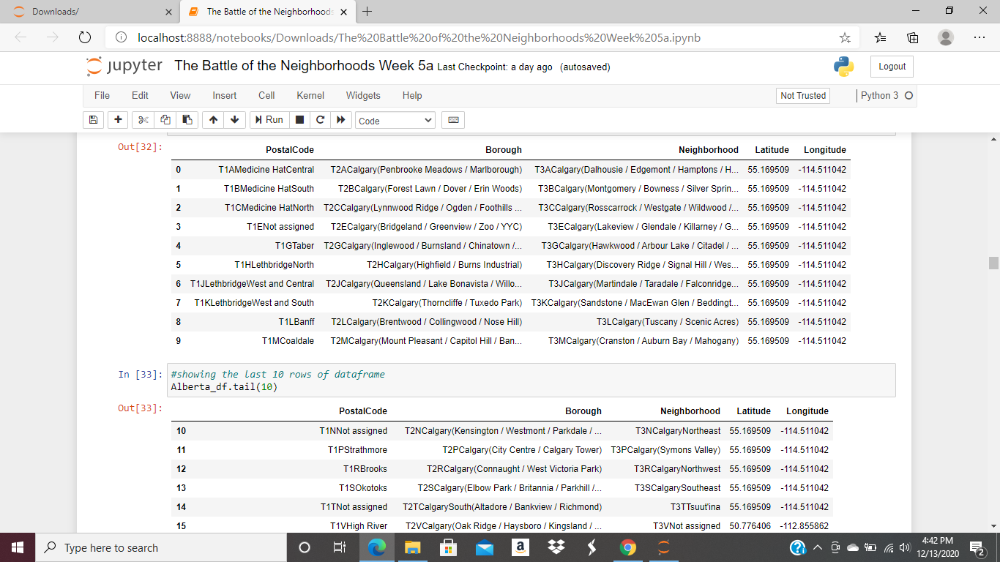 Downloads/
The Battle of the Neighborhoods
localhost:8888/notebooks/Downloads/The%20Battle%20of%20the%20Neighborhoods%20Week%205a.ipynb
jupyter The Battle of the Neighborhoods Week 5a Last Checkpoint: a day ago (autosaved) Logout
File Edit View Insert Cell Kernel Widgets Help Not Trusted Python 3
Run Code
Out[32]:
PostalCode Borough Neighborhood Latitude Longitude
0 T1AMedicine HatCentral T2ACalgary(Penbrooke Meadows / Marlborough) T3ACalgary(Dalhousie / Edgemont / Hamptons / H... 55.169509 -114.511042
1 T1BMedicine HatSouth T2BCalgary(Forest Lawn / Dover / Erin Woods) T3BCalgary(Montgomery / Bowness / Silver Sprin... 55.169509 -114.511042
2 T1CMedicine HatNorth T2CCalgary(Lynnwood Ridge / Ogden / Foothills ... T3CCalgary(Rosscarrock / Westgate / Wildwood /... 55.169509 -114.511042
3 T1ENot assigned T2ECalgary(Bridgeland / Greenview / Zoo / YYC) T3ECalgary(Lakeview / Glendale / Killarney / G... 55.169509 -114.511042
4 T1GTaber T2GCalgary(Inglewood / Burnsland / Chinatown /... T3GCalgary(Hawkwood / Arbour Lake / Citadel / ... 55.169509 -114.511042
5 T1HLethbridgeNorth T2HCalgary(Highfield / Burns Industrial) T3HCalgary(Discovery Ridge / Signal Hill / Wes... 55.169509 -114.511042
6 T1JLethbridgeWest and Central T2JCalgary(Queensland / Lake Bonavista / Willo... T3JCalgary(Martindale / Taradale / Falconridge... 55.169509 -114.511042
7 T1KLethbridgeWest and South T2KCalgary(Thorncliffe / Tuxedo Park) T3KCalgary(Sandstone / MacEwan Glen / Beddingt... 55.169509 -114.511042
8 T1LBanff T2LCalgary(Brentwood / Collingwood / Nose Hill) T3LCalgary(Tuscany / Scenic Acres) 55.169509 -114.511042
9 T1MCoaldale T2MCalgary(Mount Pleasant / Capitol Hill / Ban... T3MCalgary(Cranston / Auburn Bay / Mahogany) 55.169509 -114.511042
In [33]: #showing the last 10 rows of dataframe
Alberta_df.tail(10)
Out[33]:
PostalCode Borough Neighborhood Latitude Longitude
10 T1NNot assigned T2NCalgary(Kensington / Westmont / Parkdale / ... T3NCalgaryNortheast 55.169509 -114.511042
11 T1PStrathmore T2PCalgary(City Centre / Calgary Tower) T3PCalgary(Symons Valley) 55.169509 -114.511042
12 T1RBrooks T2RCalgary(Connaught / West Victoria Park) T3RCalgaryNorthwest 55.169509 -114.511042
13 T1SOkotoks T2SCalgary(Elbow Park / Britannia / Parkhill /... T3SCalgarySoutheast 55.169509 -114.511042
14 T1TNot assigned T2TCalgarySouth(Altadore / Bankview / Richmond) T3TTsuut'ina 55.169509 -114.511042
15 T1VHigh River T2VCalgary(Oak Ridge / Haysboro / Kingsland / ... T3VNot assigned 50.776406 -112.855862
Type here to search
4:42 PM
12/13/2020
2